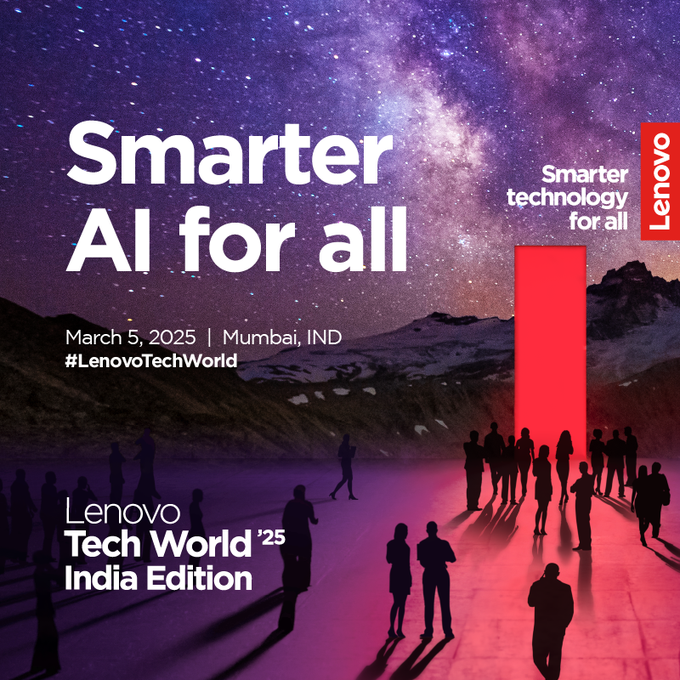 Smarter
AI for all
Smarter
technology
for all
Lenovo
March 5, 2025 | Mumbai, IND
#LenovoTechWorld
Lenovo
Tech World ’25
India Edition